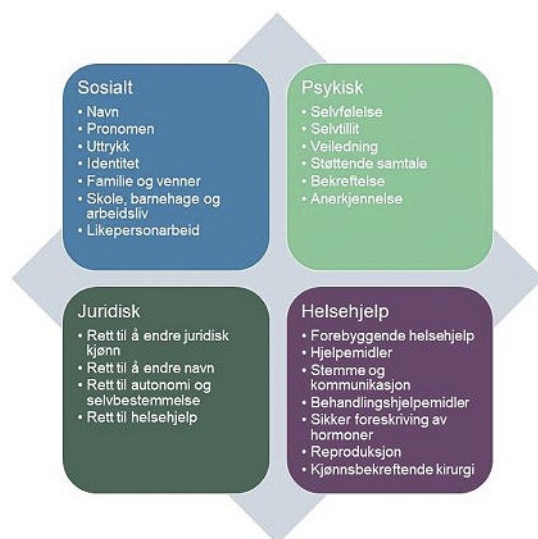 Sosialt
• Navn
• Pronomen
• Uttrykk
• Identitet
• Familie og venner
• Skole, barnehage og
arbeidsliv
• Likepersonarbeid
Psykisk
• Selvfølelse
• Selvtillit
• Veiledning
• Støttende samtale
• Bekreftelse
• Anerkjennelse
Juridisk
• Rett til å endre juridisk
kjønn
• Rett til å endre navn
• Rett til autonomi og
selvbestemmelse
• Rett til helsehjelp
Helsehjelp
• Forebyggende helsehjelp
• Hjelpemidler
• Stemme og
kommunikasjon
• Behandlingshjelpemidler
• Sikker foreskriving av
hormoner
• Reproduksjon
• Kjønnsbekreftende kirurgi